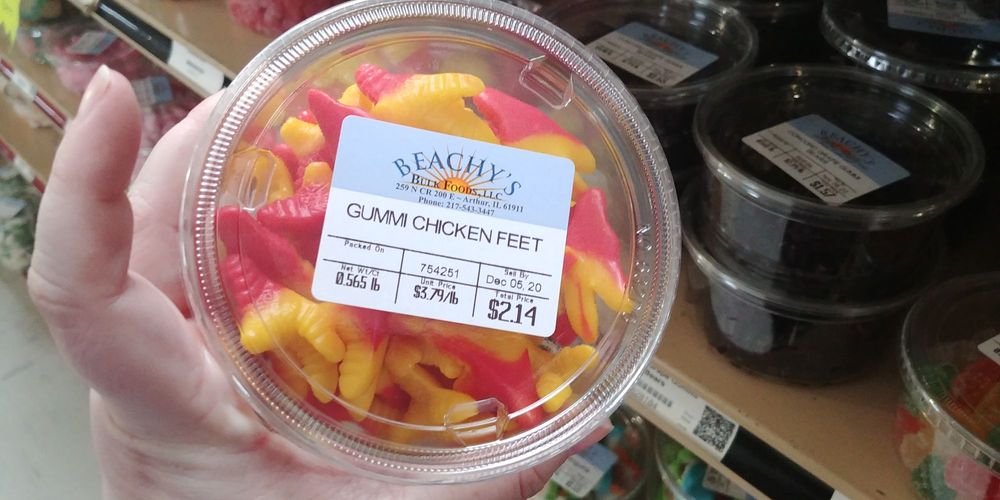 BEACHY'S
BULK FOODS, LLC
259 N CR 200 E ~ Arthur, IL 61911
Phone: 217-543-3447
GUMMI CHICKEN FEET
Packed On
754251
Sell By
Dec 05, 20
Net Wt/Ct
0.565 lb
Unit Price
$3.79/lb
Total Price
$2.14
BEACHY'S